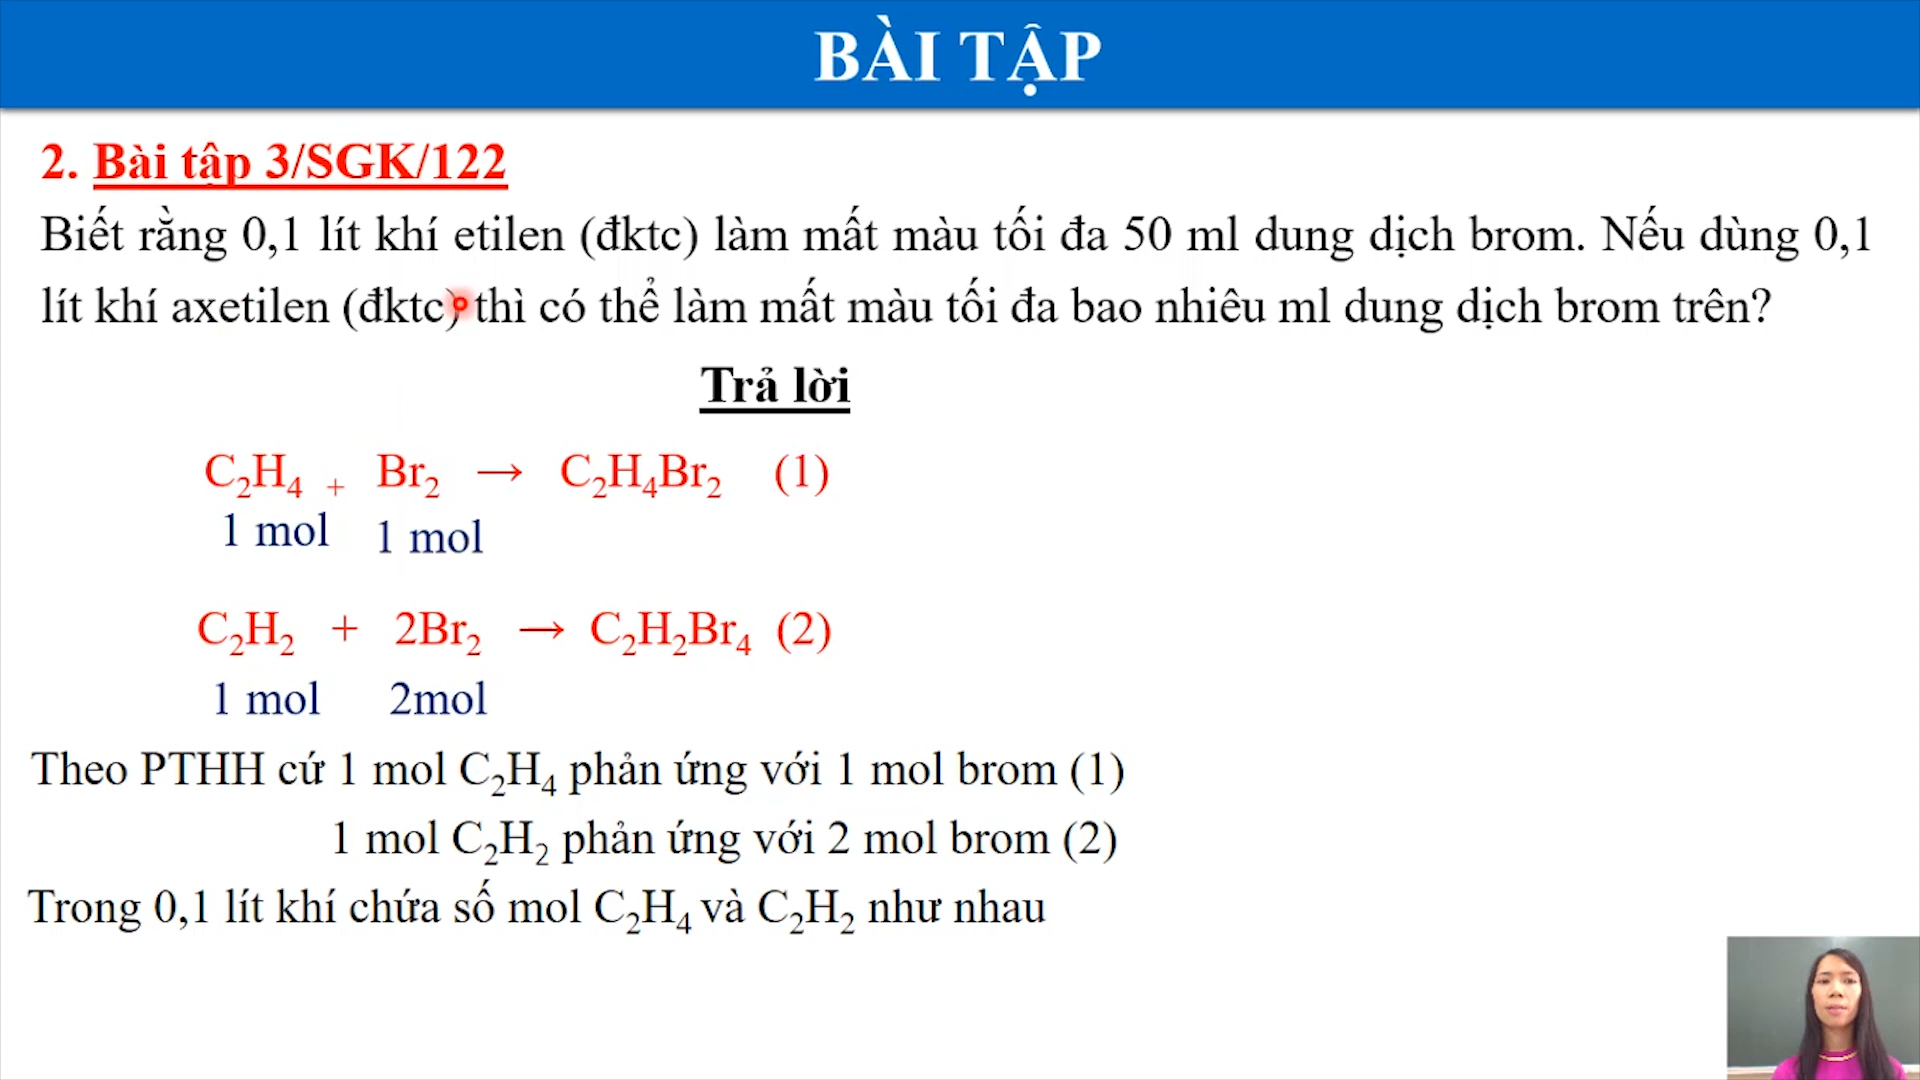 BÀI TẬP
2. Bài tập 3/SGK/122
Biết rằng 0,1 lít khí etilen (đktc) làm mất màu tối đa 50 ml dung dịch brom. Nếu dùng 0,1
lít khí axetilen (đktc) thì có thể làm mất màu tối đa bao nhiêu ml dung dịch brom trên?
Trả lời
C₂H₄ + Br₂ → C₂H₄Br₂ (1)
1 mol 1 mol
C₂H₂ + 2Br₂ → C₂H₂Br₄ (2)
1 mol 2mol
Theo PTHH cứ 1 mol C₂H₄ phản ứng với 1 mol brom (1)
1 mol C₂H₂ phản ứng với 2 mol brom (2)
Trong 0,1 lít khí chứa số mol C₂H₄ và C₂H₂ như nhau